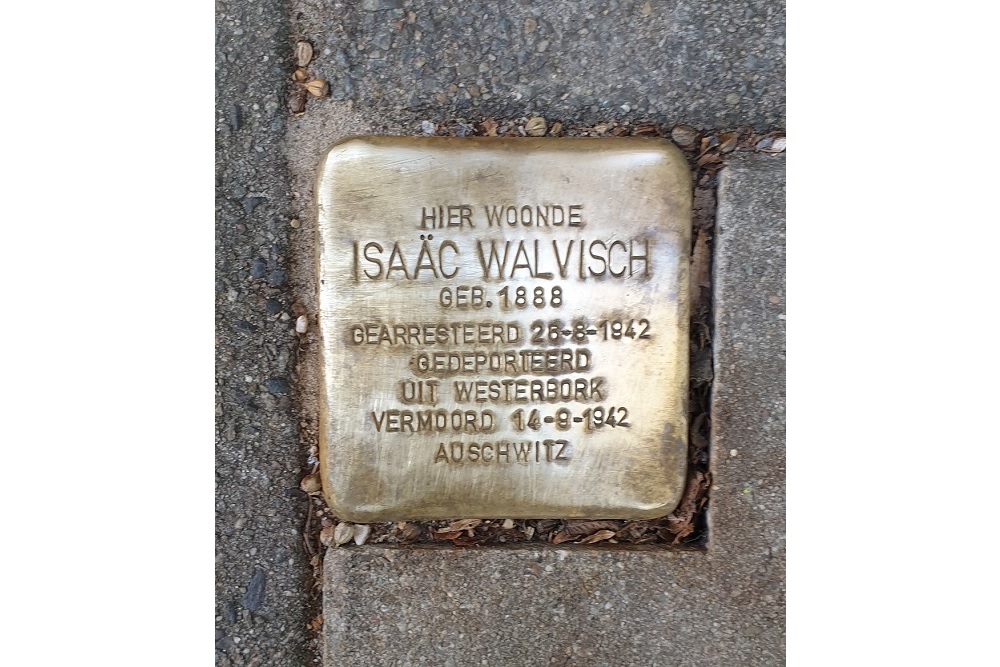 HIER WOONDE
ISAÄC WALVISCH
GEB. 1888
GEARRESTEERD 26-8-1942
GEDEPORTEERD
UIT WESTERBORK
VERMOORD 14-9-1942
AUSCHWITZ